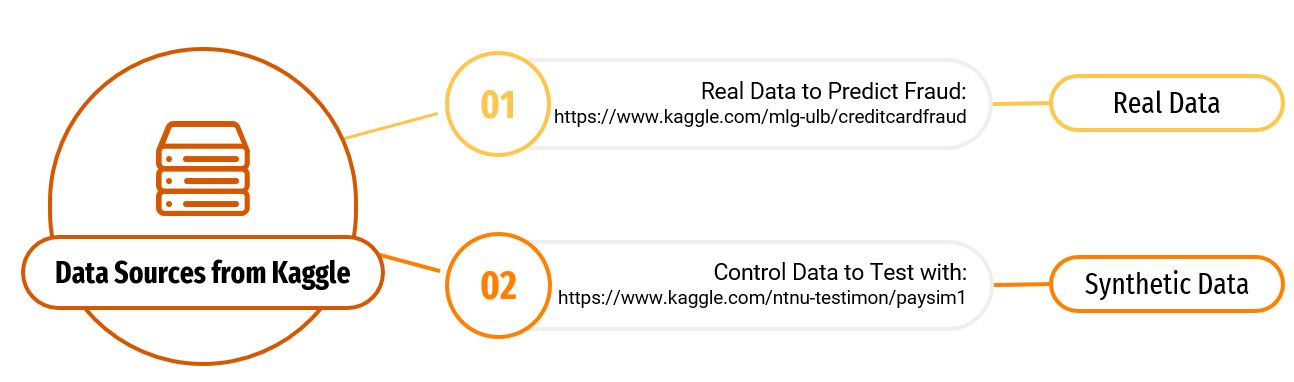 Data Sources from Kaggle
01
Real Data to Predict Fraud:
https://www.kaggle.com/mlg-ulb/creditcardfraud
Real Data
02
Control Data to Test with:
https://www.kaggle.com/ntnu-testimon/paysim1
Synthetic Data